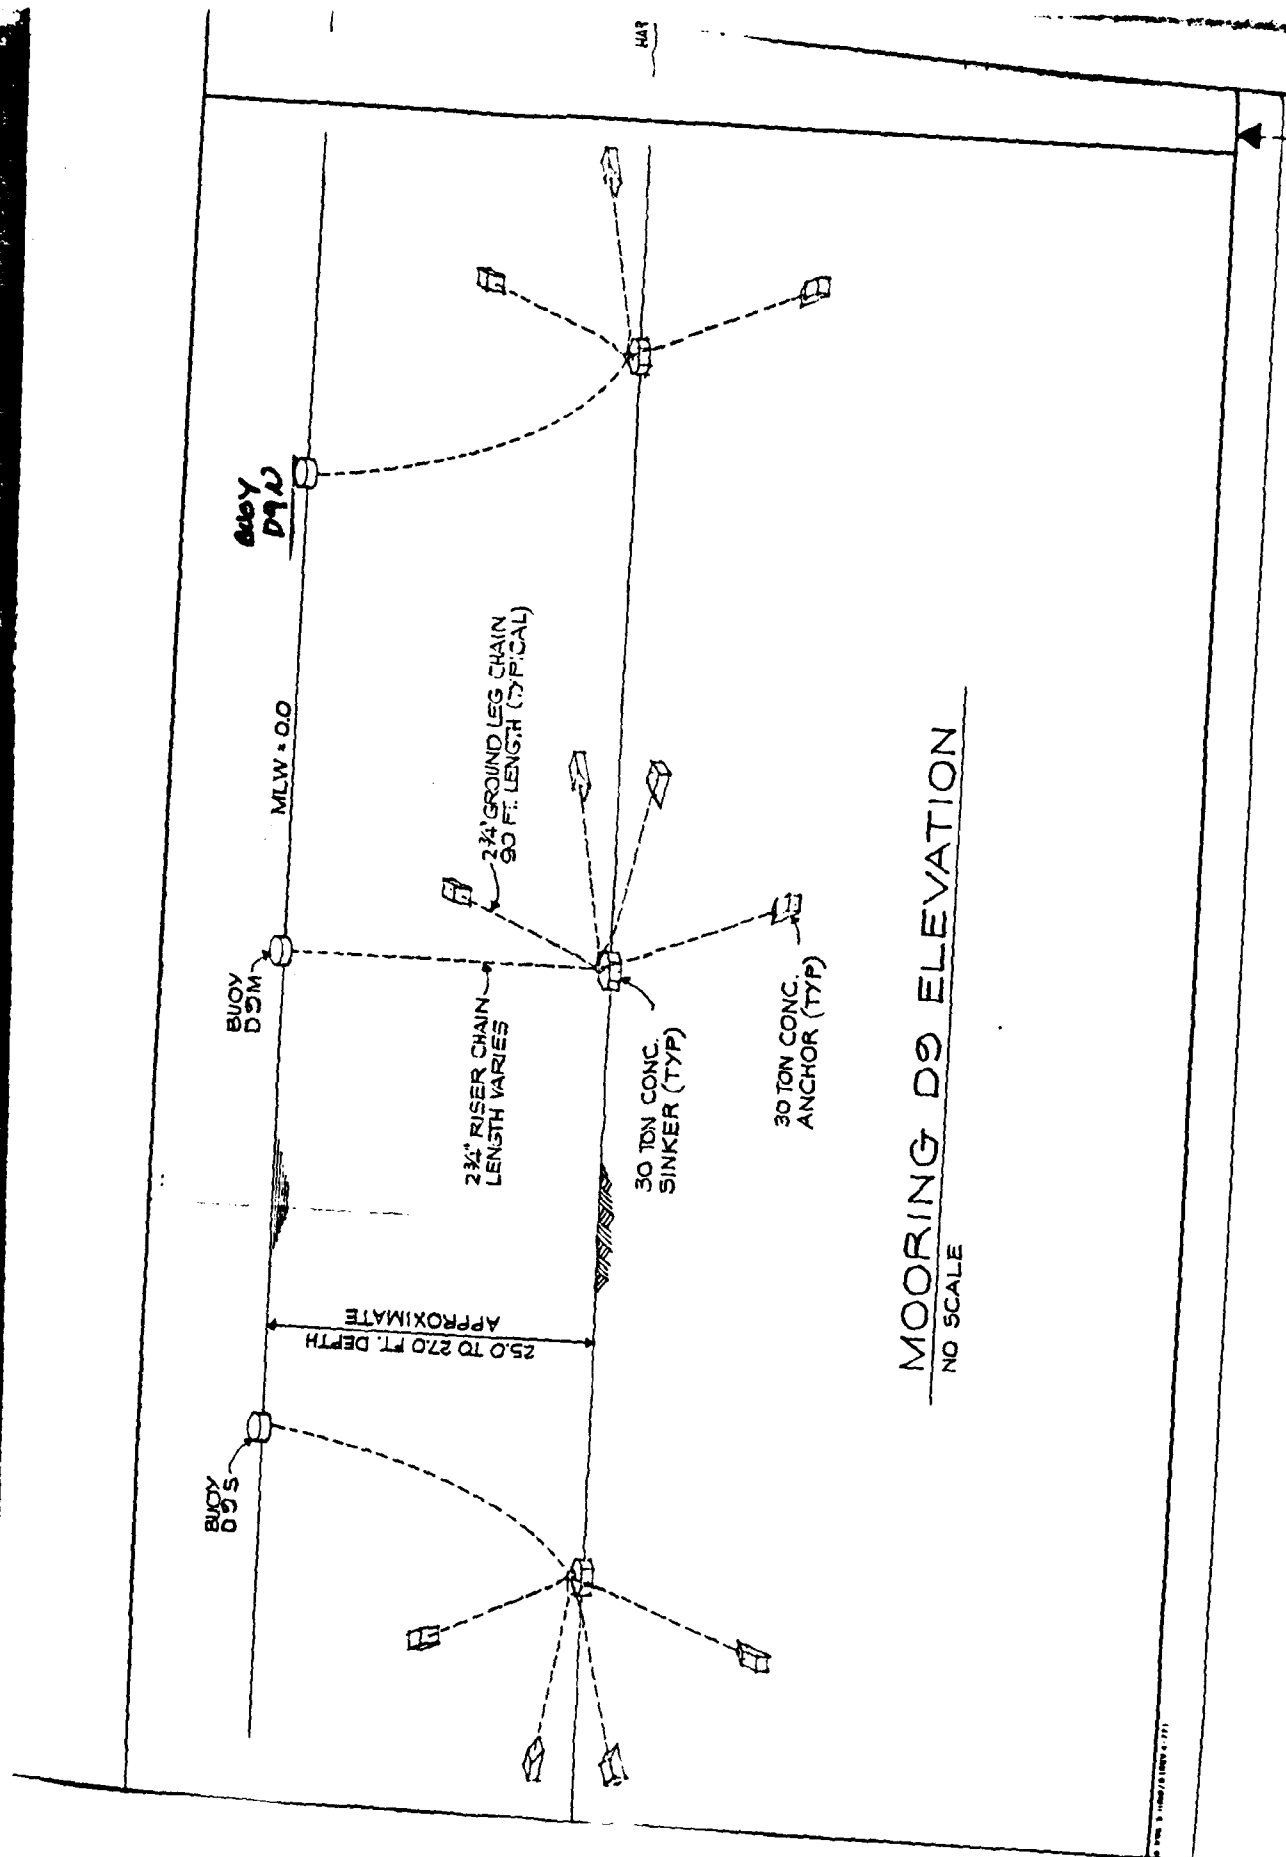 HAR
BUOY
D9S
BUOY
D9M
BUOY
D9N
MLW = 0.0
25.0 TO 27.0 FT. DEPTH
APPROXIMATE
2¾" RISER CHAIN
LENGTH VARIES
2¾" GROUND LEG CHAIN
90 FT. LENGTH (TYPICAL)
30 TON CONC.
SINKER (TYP)
30 TON CONC.
ANCHOR (TYP)
MOORING D9 ELEVATION
NO SCALE